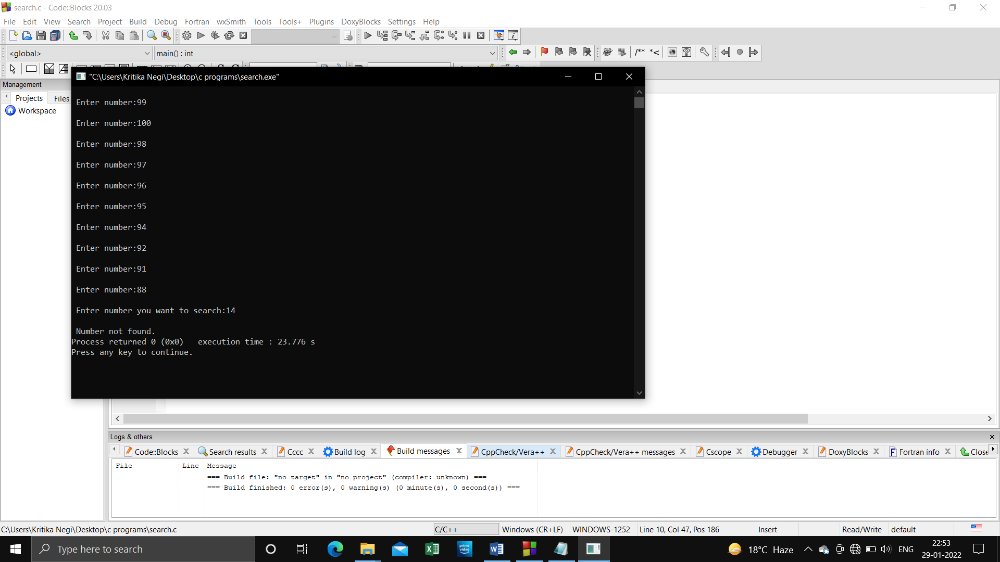 search.c - Code::Blocks 20.03
File Edit View Search Project Build Debug Fortran wxSmith Tools Tools+ Plugins DoxyBlocks Settings Help
<global> main() : int
/** *<
Management
Projects Files
Workspace
"C:\Users\Kritika Negi\Desktop\c programs\search.exe"
Enter number:99
Enter number:100
Enter number:98
Enter number:97
Enter number:96
Enter number:95
Enter number:94
Enter number:92
Enter number:91
Enter number:88
Enter number you want to search:14
Number not found.
Process returned 0 (0x0)   execution time : 23.776 s
Press any key to continue.
Logs & others
Code::Blocks Search results Cccc Build log Build messages CppCheck/Vera++ CppCheck/Vera++ messages Cscope Debugger DoxyBlocks Fortran info Close
File Line Message
=== Build file: "no target" in "no project" (compiler: unknown) ===
=== Build finished: 0 error(s), 0 warning(s) (0 minute(s), 0 second(s)) ===
C:\Users\Kritika Negi\Desktop\c programs\search.c C/C++ Windows (CR+LF) WINDOWS-1252 Line 10, Col 47, Pos 186 Insert Read/Write default
Type here to search
prime video
18°C Haze
ENG
22:53
29-01-2022